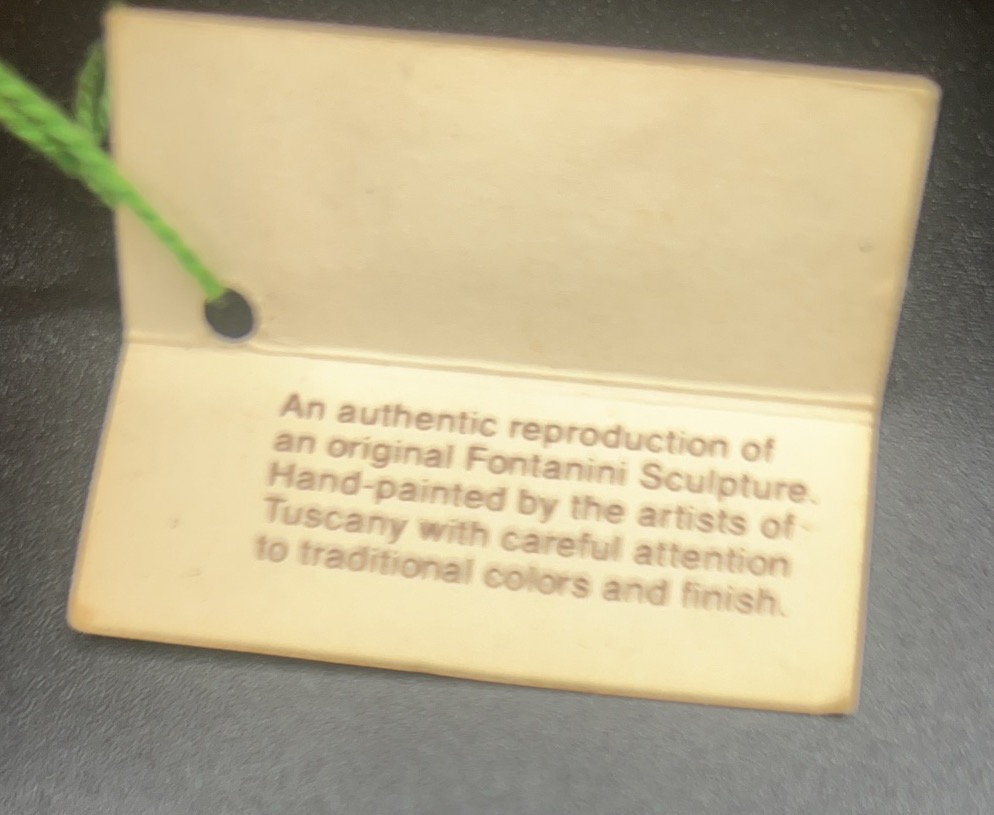 An authentic reproduction of
an original Fontanini Sculpture.
Hand-painted by the artists of
Tuscany with careful attention
to traditional colors and finish.